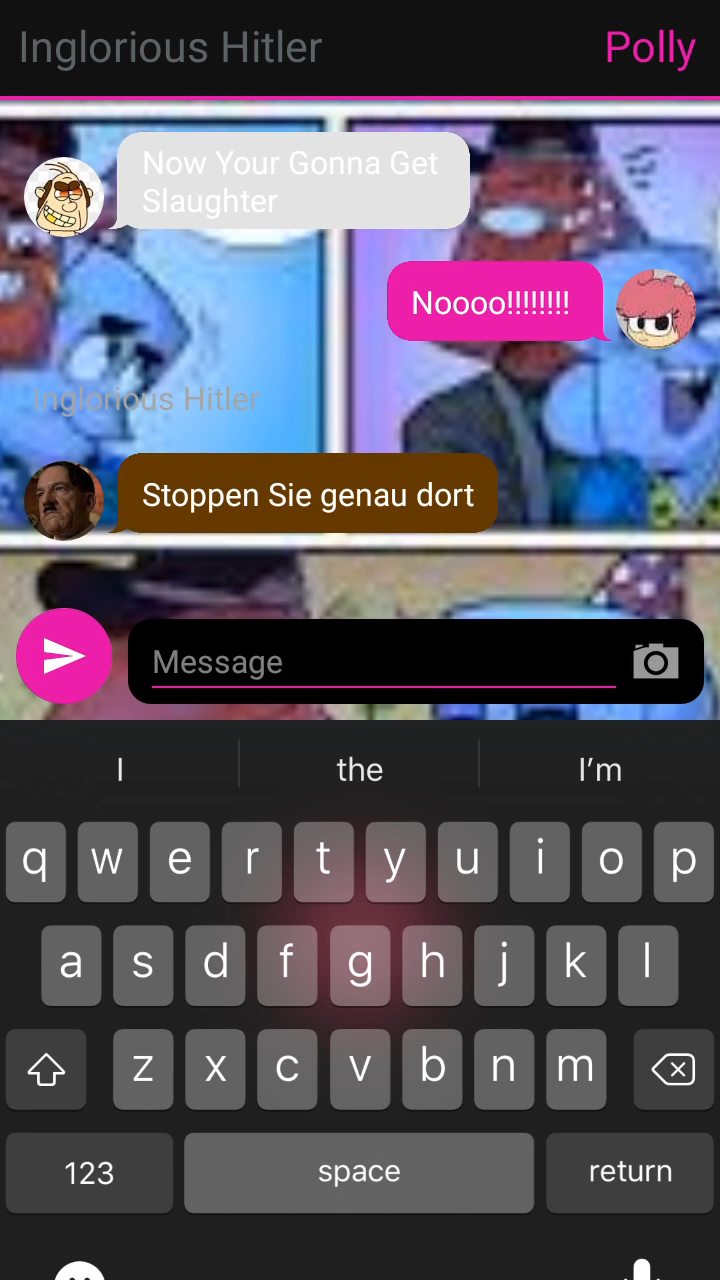 Inglorious Hitler Polly
Now Your Gonna Get
Slaughter
Noooo!!!!!!!!
Inglorious Hitler
Stoppen Sie genau dort
Message
I the I’m
q w e r t y u i o p
a s d f g h j k l
z x c v b n m
123 space return